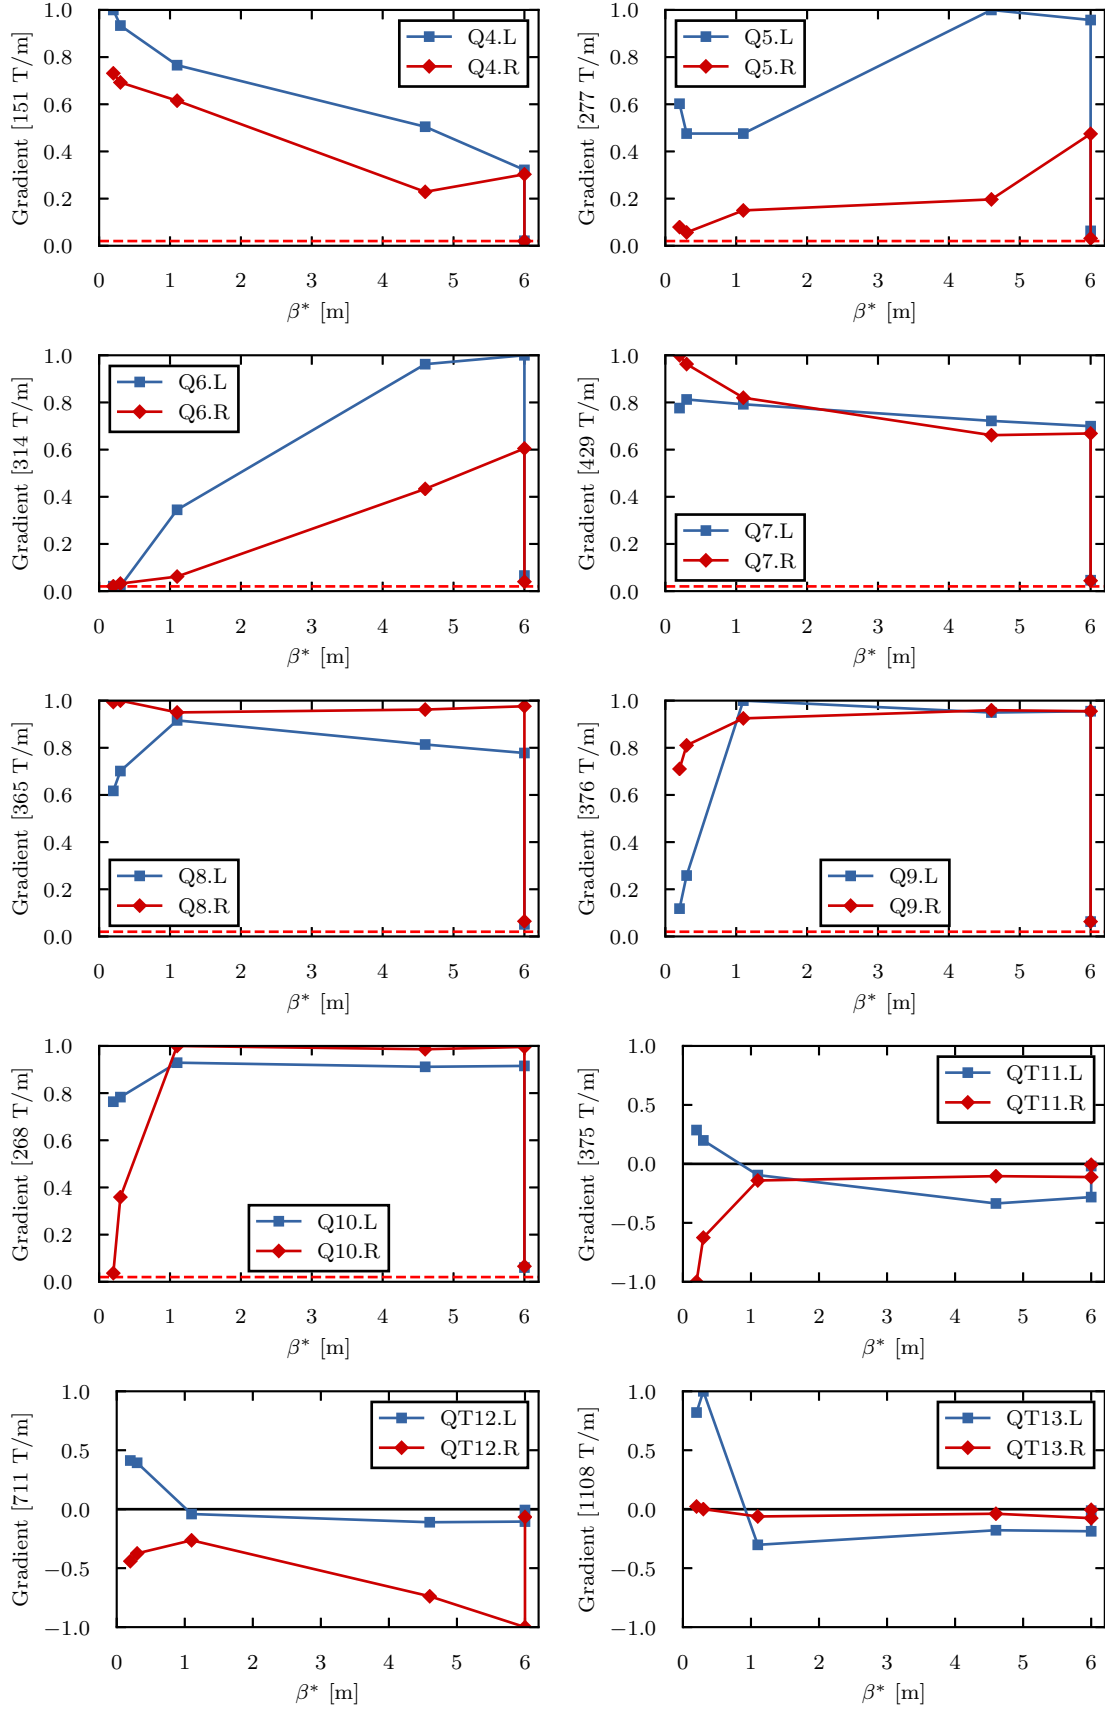 1.0
0.8
0.6
0.4
0.2
0.0
Gradient [151 T/m]
Q4.L
Q4.R
0 1 2 3 4 5 6
β* [m]
1.0
0.8
0.6
0.4
0.2
0.0
Gradient [277 T/m]
Q5.L
Q5.R
0 1 2 3 4 5 6
β* [m]
1.0
0.8
0.6
0.4
0.2
0.0
Gradient [314 T/m]
Q6.L
Q6.R
0 1 2 3 4 5 6
β* [m]
1.0
0.8
0.6
0.4
0.2
0.0
Gradient [429 T/m]
Q7.L
Q7.R
0 1 2 3 4 5 6
β* [m]
1.0
0.8
0.6
0.4
0.2
0.0
Gradient [365 T/m]
Q8.L
Q8.R
0 1 2 3 4 5 6
β* [m]
1.0
0.8
0.6
0.4
0.2
0.0
Gradient [376 T/m]
Q9.L
Q9.R
0 1 2 3 4 5 6
β* [m]
1.0
0.8
0.6
0.4
0.2
0.0
Gradient [268 T/m]
Q10.L
Q10.R
0 1 2 3 4 5 6
β* [m]
1.0
0.5
0.0
−0.5
−1.0
Gradient [375 T/m]
QT11.L
QT11.R
0 1 2 3 4 5 6
β* [m]
1.0
0.5
0.0
−0.5
−1.0
Gradient [711 T/m]
QT12.L
QT12.R
0 1 2 3 4 5 6
β* [m]
1.0
0.5
0.0
−0.5
−1.0
Gradient [1108 T/m]
QT13.L
QT13.R
0 1 2 3 4 5 6
β* [m]